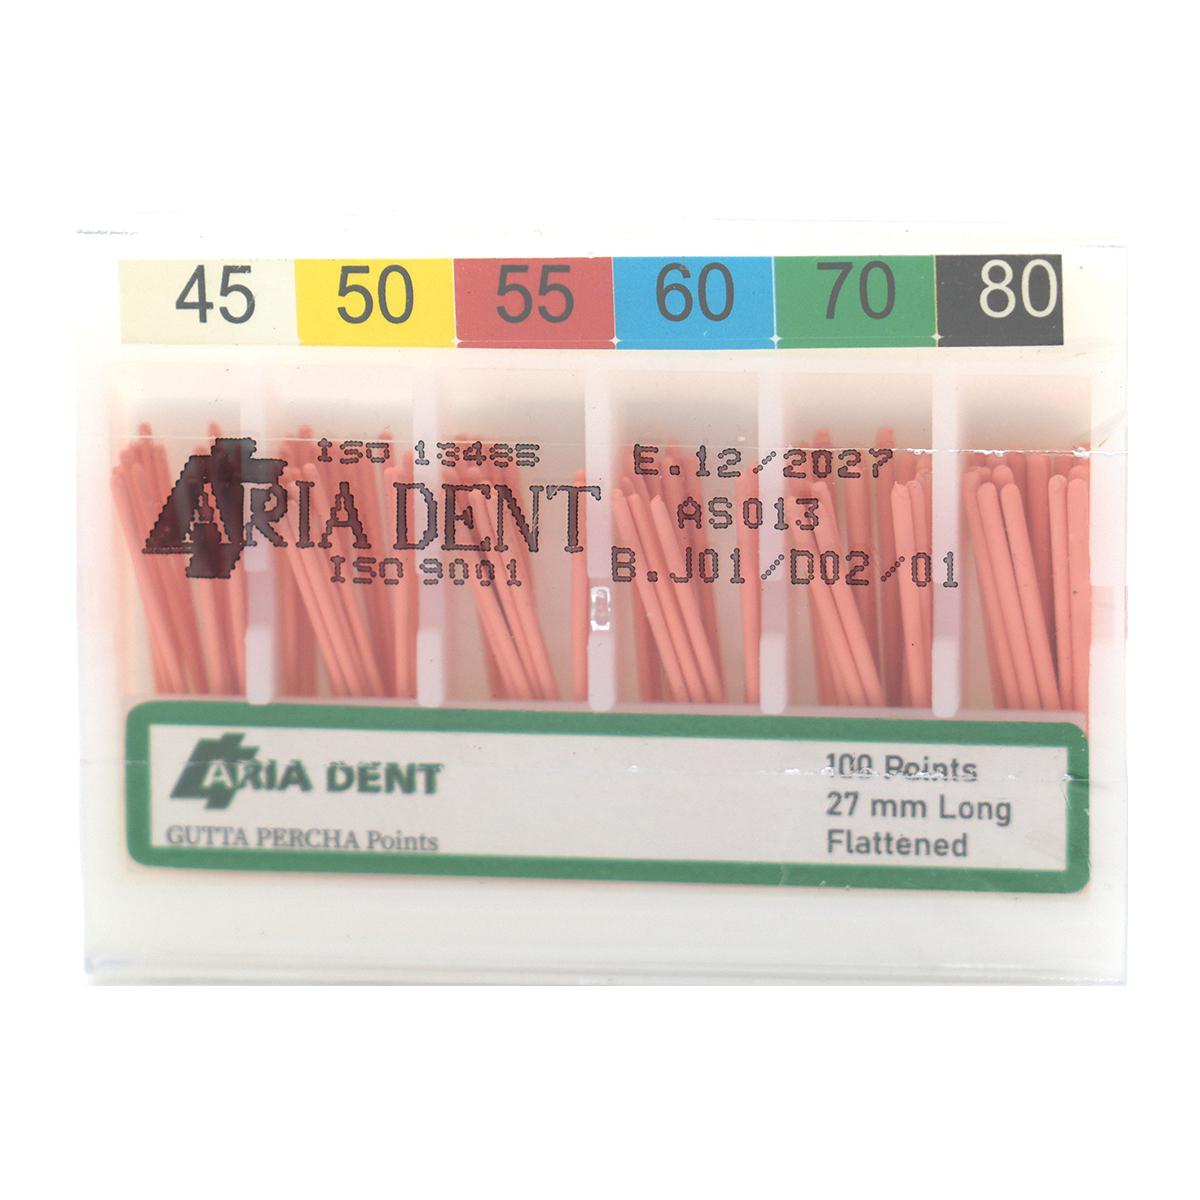 45 50 55 60 70 80
ISO 13485
ARIA DENT
ISO 9001
E.12/2027
AS013
B.J01/D02/01
ARIA DENT
GUTTA PERCHA Points
100 Points
27 mm Long
Flattened